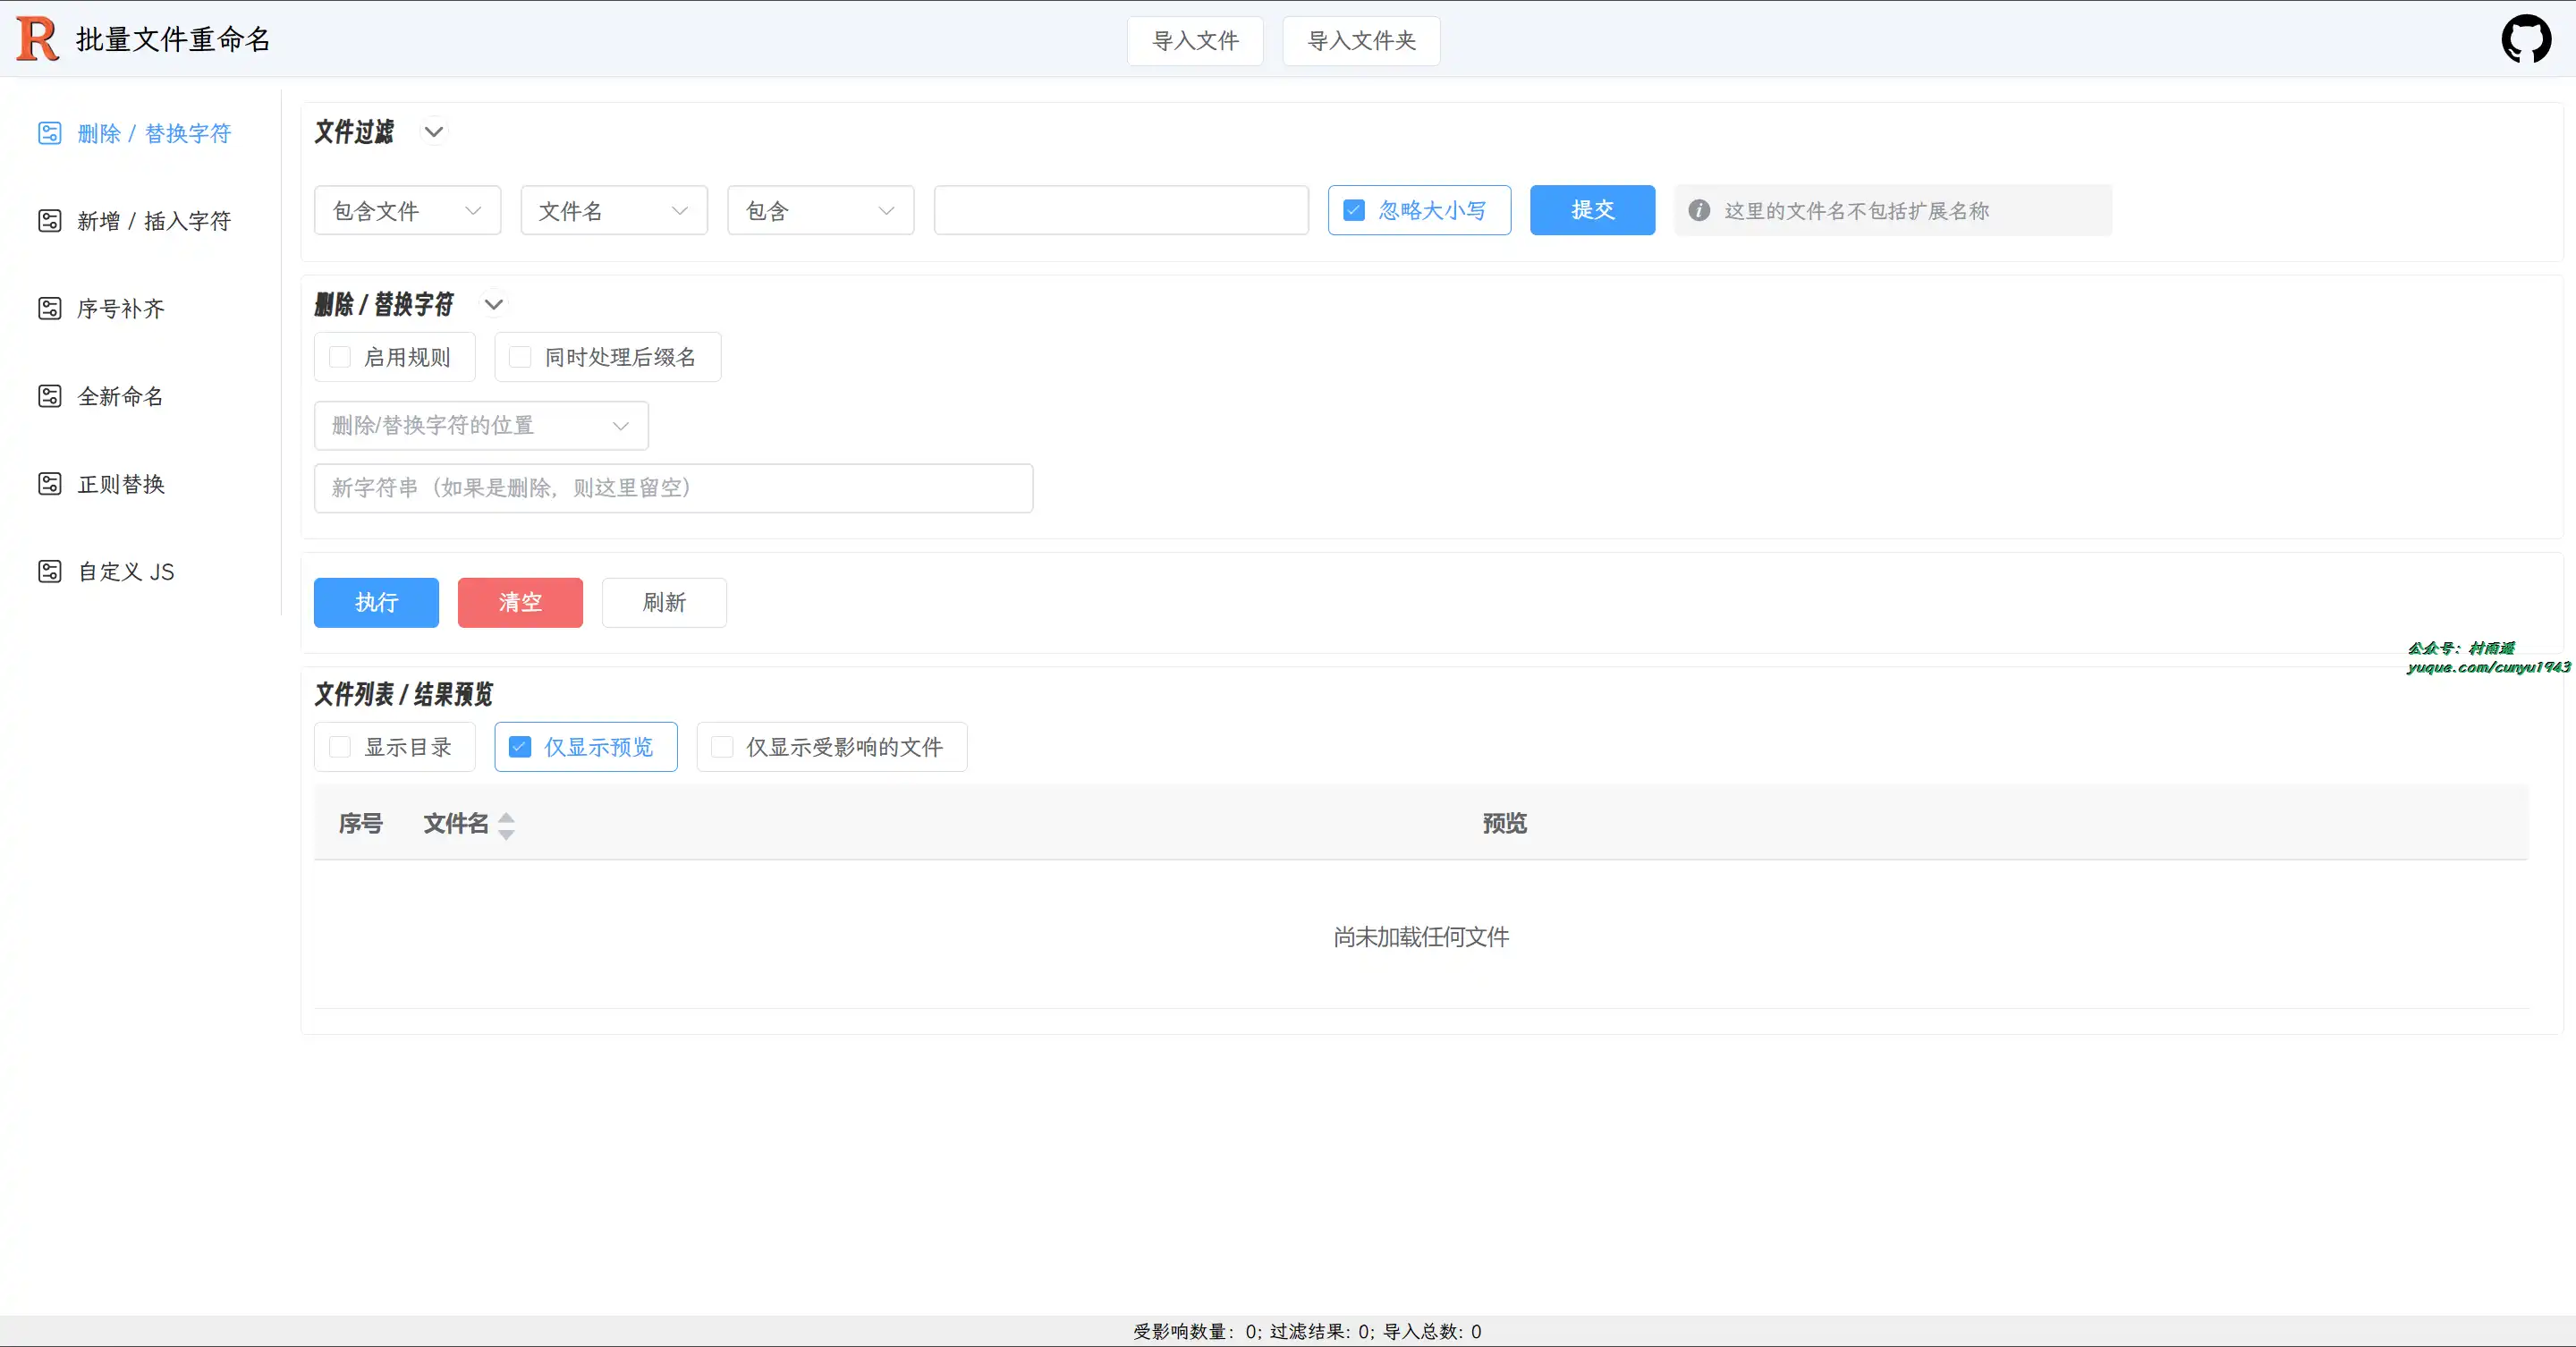 R 批量文件重命名 导入文件 导入文件夹
删除 / 替换字符
新增 / 插入字符
序号补齐
全新命名
正则替换
自定义 JS
文件过滤
包含文件 文件名 包含 忽略大小写 提交 这里的文件名不包括扩展名称
删除 / 替换字符
启用规则 同时处理后缀名
删除/替换字符的位置
新字符串（如果是删除，则这里留空）
执行 清空 刷新
公众号：村雨遥
yuque.com/cunyu1943
文件列表 / 结果预览
显示目录 仅显示预览 仅显示受影响的文件
序号 文件名 预览
尚未加载任何文件
受影响数量：0; 过滤结果: 0; 导入总数: 0